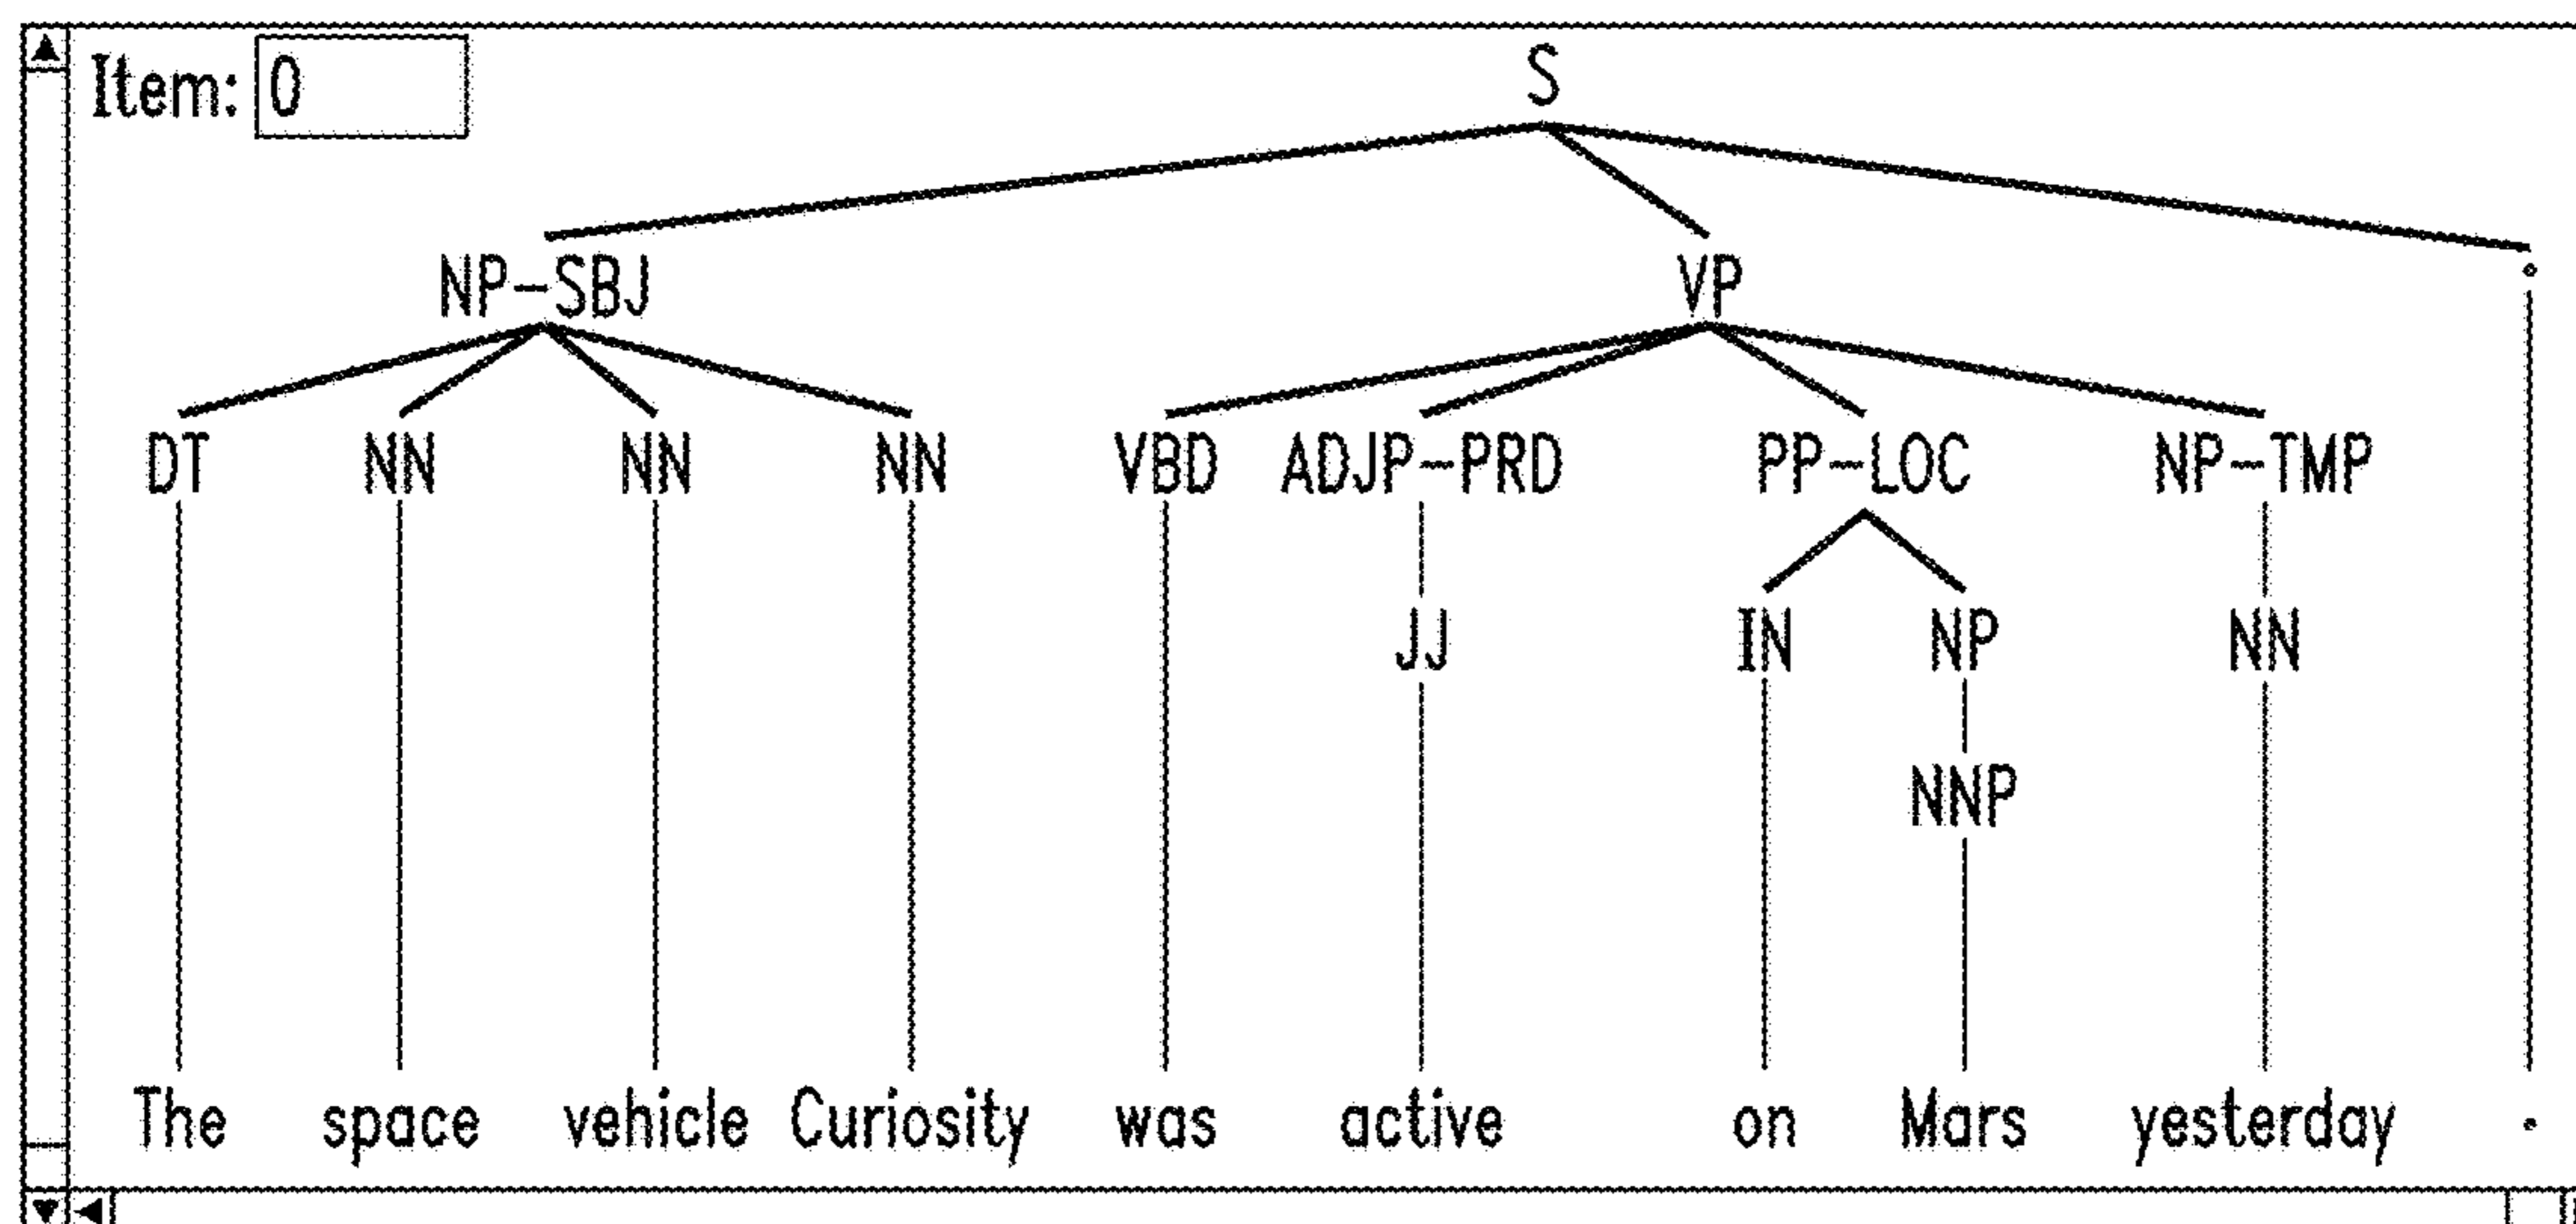 Item: 0
S
NP-SBJ VP .
DT NN NN NN VBD ADJP-PRD PP-LOC NP-TMP
JJ IN NP NN
NNP
The space vehicle Curiosity was active on Mars yesterday .